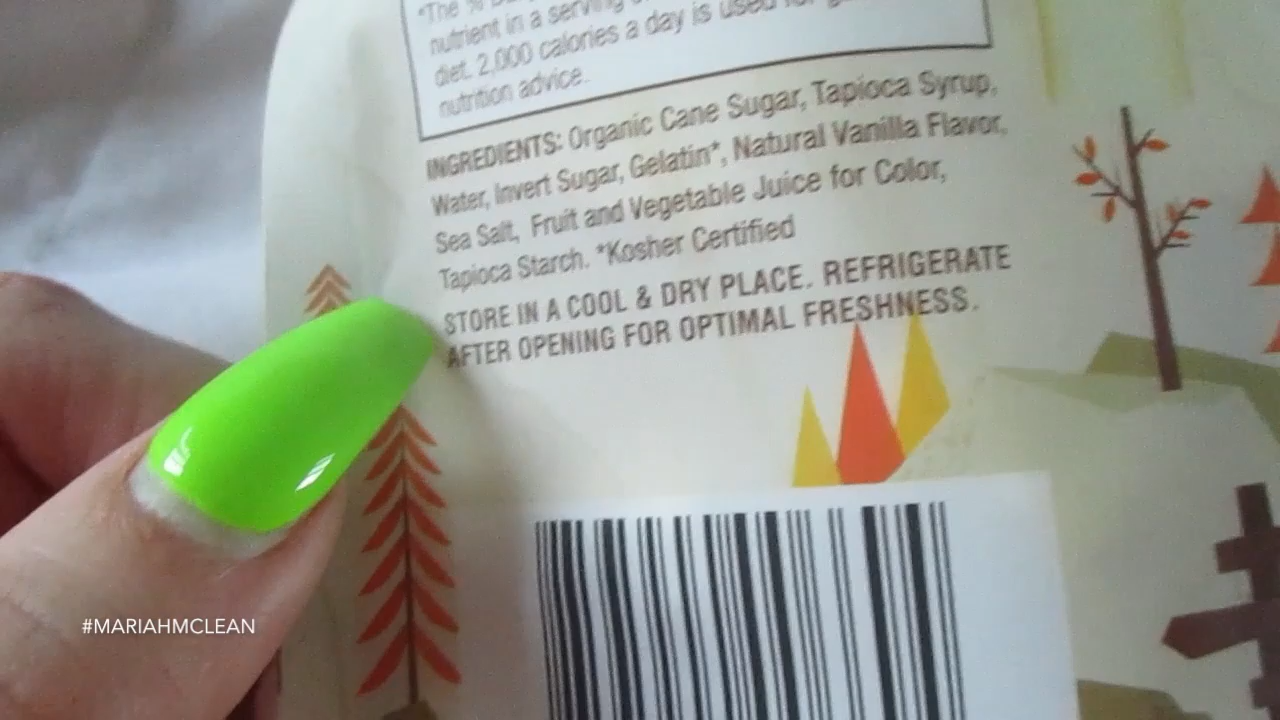 *The %
nutrient in a serving
diet. 2,000 calories a day is used for
nutrition advice.
INGREDIENTS: Organic Cane Sugar, Tapioca Syrup,
Water, Invert Sugar, Gelatin*, Natural Vanilla Flavor,
Sea Salt, Fruit and Vegetable Juice for Color,
Tapioca Starch. *Kosher Certified
STORE IN A COOL & DRY PLACE. REFRIGERATE
AFTER OPENING FOR OPTIMAL FRESHNESS.
#MARIAHMCLEAN